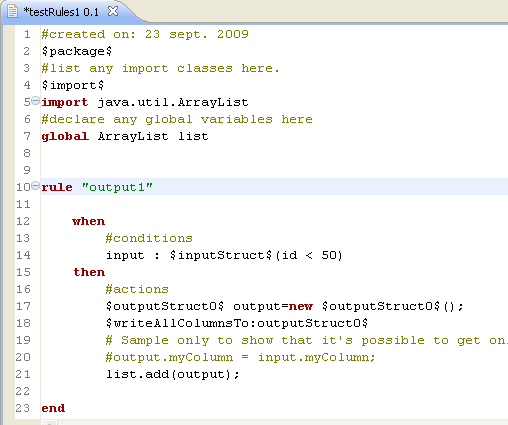 *testRules1 0.1
1 #created on: 23 sept. 2009
2 $package$
3 #list any import classes here.
4 $import$
5 import java.util.ArrayList
6 #declare any global variables here
7 global ArrayList list
8
9
10 rule "output1"
11
12 when
13 #conditions
14 input : $inputStruct$(id < 50)
15 then
16 #actions
17 $outputStruct0$ output=new $outputStruct0$();
18 $writeAllColumnsTo:outputStruct0$
19 # Sample only to show that it's possible to get on
20 #output.myColumn = input.myColumn;
21 list.add(output);
22
23 end